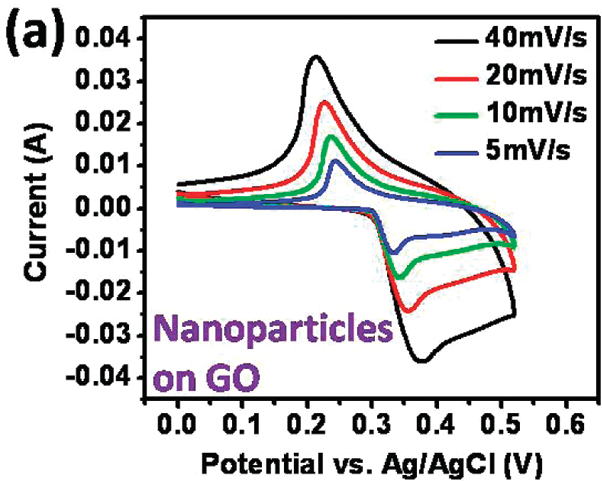 (a)
0.04
0.03
0.02
0.01
0.00
-0.01
-0.02
-0.03
-0.04
Current (A)
40mV/s
20mV/s
10mV/s
5mV/s
Nanoparticles
on GO
0.0 0.1 0.2 0.3 0.4 0.5 0.6
Potential vs. Ag/AgCl (V)